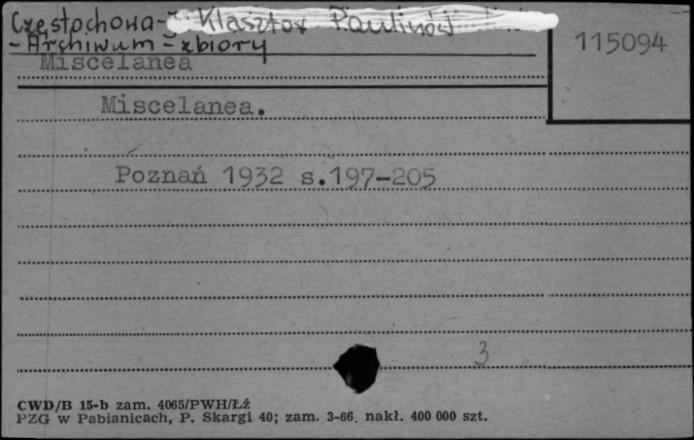 Częstochowa - Klasztor Paulinów
- Archiwum - zbiory
115094
Miscelanea
Miscelanea.
Poznań 1932 s.197-205
3
CWD/B 15-b zam. 4065/PWH/Łź
PZG w Pabianicach, P. Skargi 40; zam. 3-66. nakł. 400 000 szt.